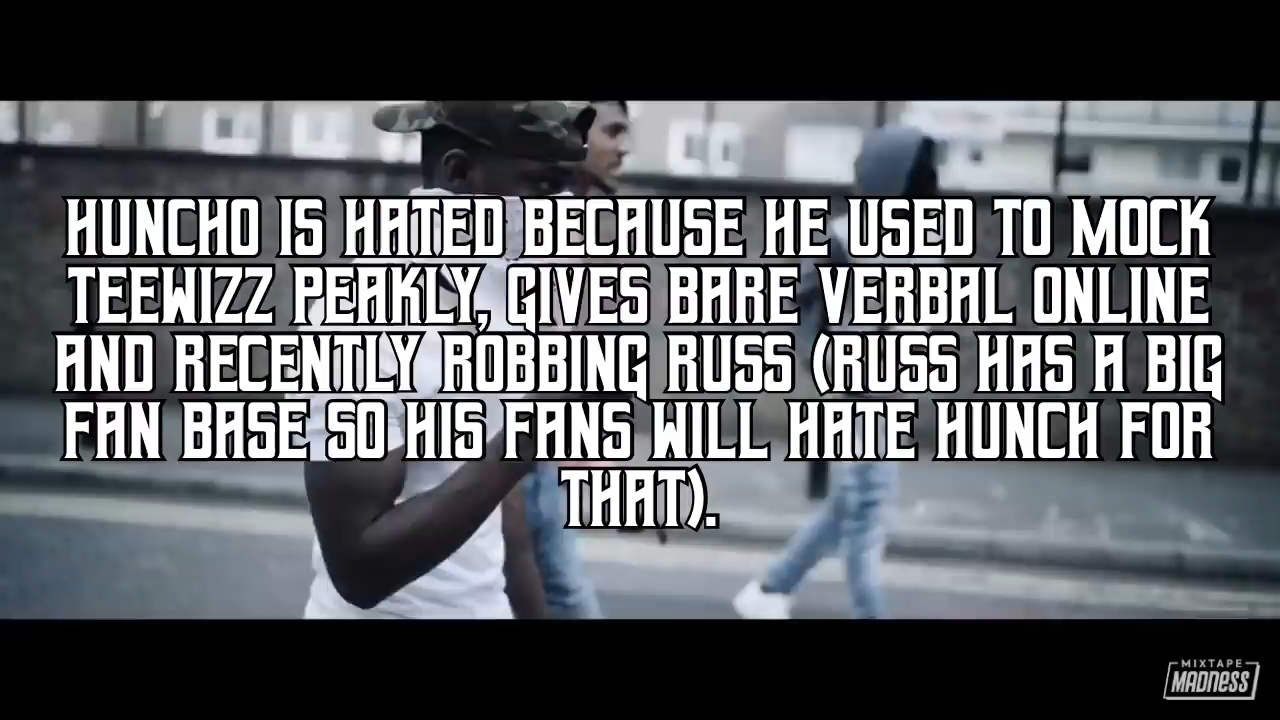 HUNCHO IS HATED BECAUSE HE USED TO MOCK
TEEWIZZ PEAKLY, GIVES BARE VERBAL ONLINE
AND RECENTLY ROBBING RUSS (RUSS HAS A BIG
FAN BASE SO HIS FANS WILL HATE HUNCH FOR
THAT).
MIXTAPE
MADNESS